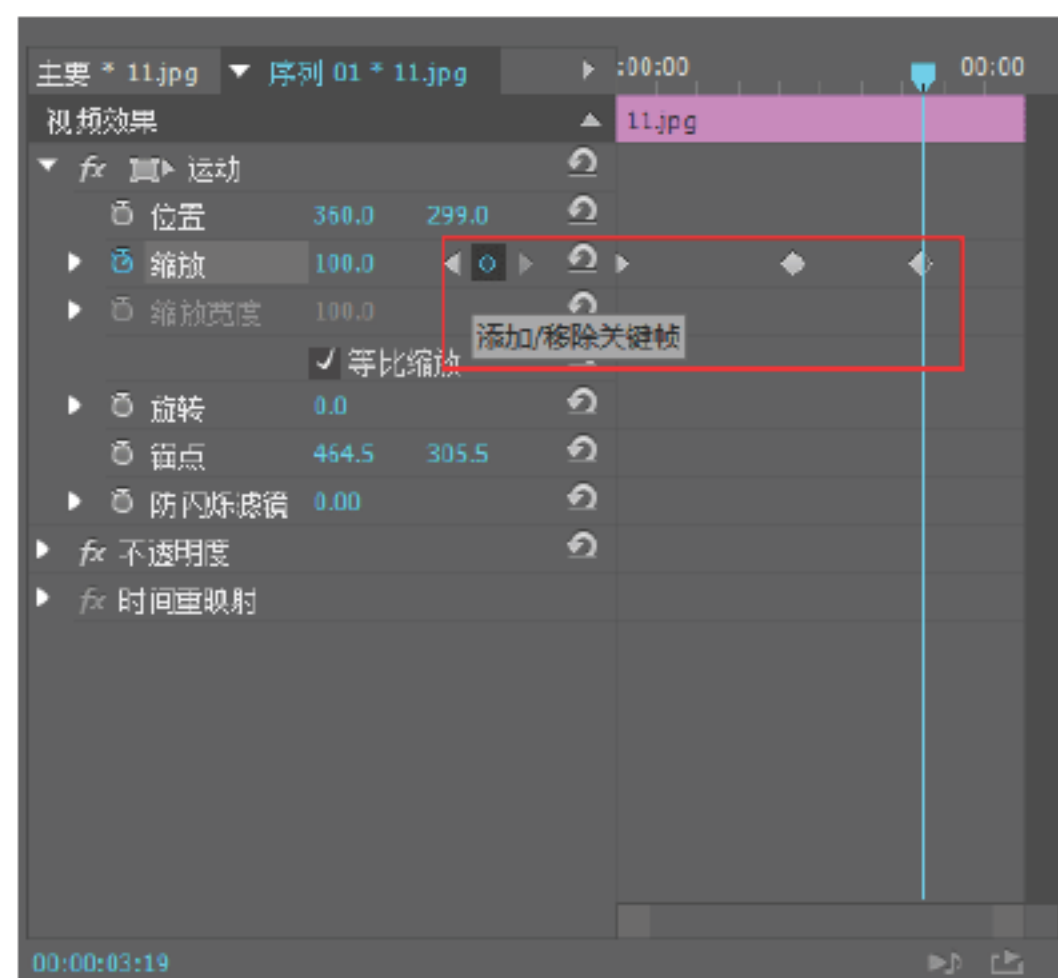 主要 * 11.jpg 序列 01 * 11.jpg :00:00 00:00
视频效果 11.jpg
fx 运动
位置 360.0 299.0
缩放 100.0
缩放宽度 100.0
添加/移除关键帧
等比缩放
旋转 0.0
锚点 464.5 305.5
防闪烁滤镜 0.00
fx 不透明度
fx 时间重映射
00:00:03:19